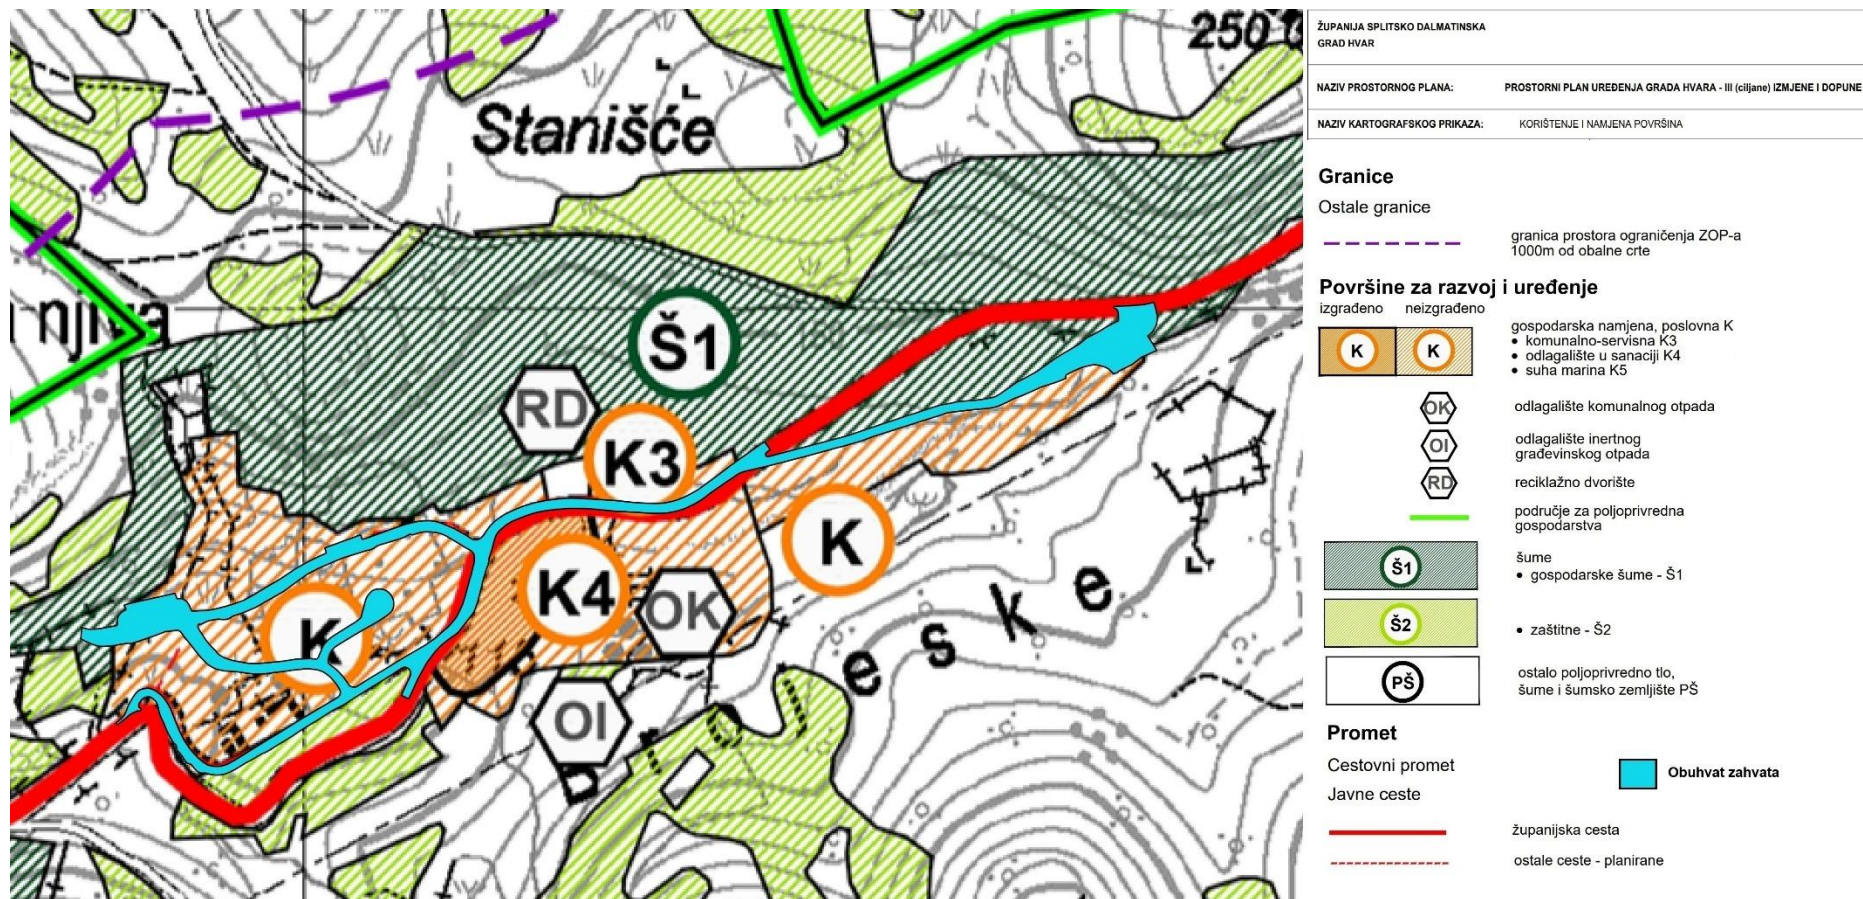 250
Stanišće
njiva
Š1
RD
K3
K
K4
OK
K
OI
D
e
s
k
e
ŽUPANIJA SPLITSKO DALMATINSKA
GRAD HVAR
NAZIV PROSTORNOG PLANA: PROSTORNI PLAN UREĐENJA GRADA HVARA - III (ciljane) IZMJENE I DOPUNE
NAZIV KARTOGRAFSKOG PRIKAZA: KORIŠTENJE I NAMJENA POVRŠINA
Granice
Ostale granice
granica prostora ograničenja ZOP-a
1000m od obalne crte
Površine za razvoj i uređenje
izgrađeno neizgrađeno
K K
gospodarska namjena, poslovna K
• komunalno-servisna K3
• odlagalište u sanaciji K4
• suha marina K5
OK odlagalište komunalnog otpada
OI odlagalište inertnog
građevinskog otpada
RD reciklažno dvorište
područje za poljoprivredna
gospodarstva
Š1 šume
• gospodarske šume - Š1
Š2 • zaštitne - Š2
PŠ ostalo poljoprivredno tlo,
šume i šumsko zemljište PŠ
Promet
Cestovni promet
Javne ceste
Obuhvat zahvata
županijska cesta
ostale ceste - planirane